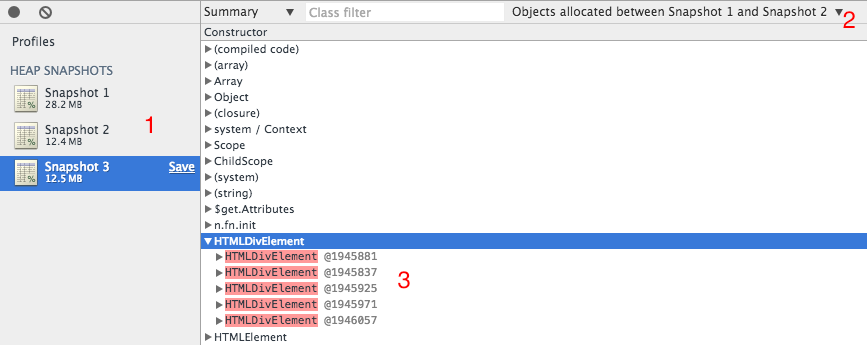 Summary ▼ Class filter Objects allocated between Snapshot 1 and Snapshot 2 ▼ 2
Profiles
HEAP SNAPSHOTS
Snapshot 1
28.2 MB
Snapshot 2
12.4 MB
1
Snapshot 3 Save
12.5 MB
Constructor
(compiled code)
(array)
Array
Object
(closure)
system / Context
Scope
ChildScope
(system)
(string)
$get.Attributes
n.fn.init
HTMLDivElement
HTMLDivElement @1945881
HTMLDivElement @1945837
HTMLDivElement @1945925
HTMLDivElement @1945971
HTMLDivElement @1946057
3
HTMLElement